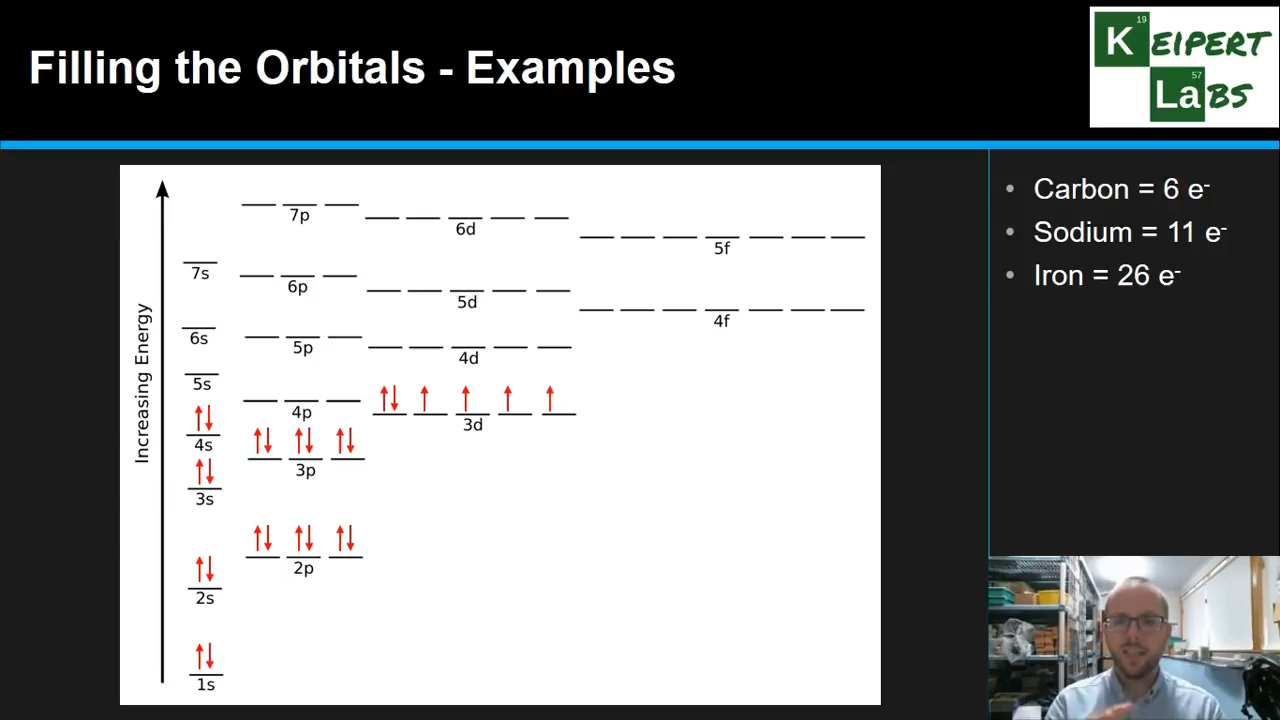 Filling the Orbitals - Examples
19
K EIPERT
57
La BS
Increasing Energy
7p
6d
5f
7s
6p
5d
4f
6s
5p
4d
5s
4p
3d
4s
3p
3s
2p
2s
1s
• Carbon = 6 e⁻
• Sodium = 11 e⁻
• Iron = 26 e⁻